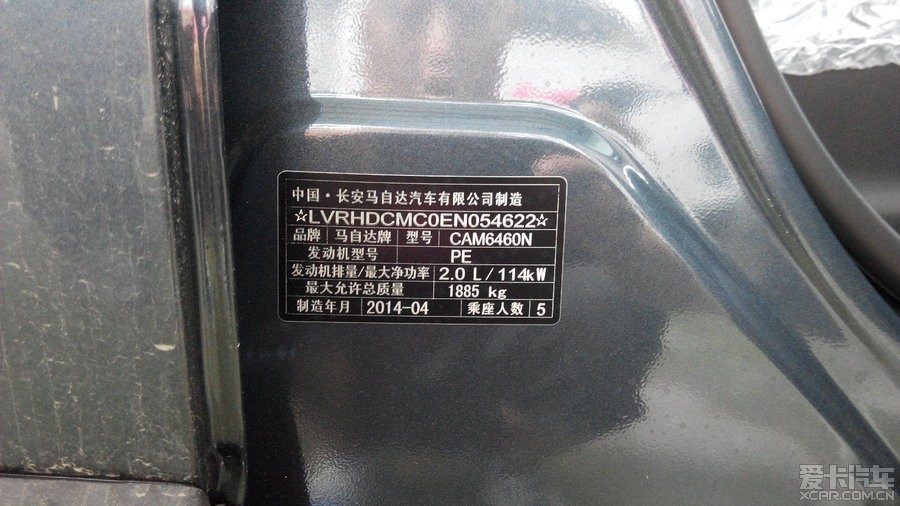 中国·长安马自达汽车有限公司制造
☆LVRHDCMC0EN054622☆
品牌 马自达牌 型号 CAM6460N
发动机型号 PE
发动机排量/最大净功率 2.0 L/114kW
最大允许总质量 1885 kg
制造年月 2014-04 乘座人数 5
爱卡汽车
XCAR.COM.CN